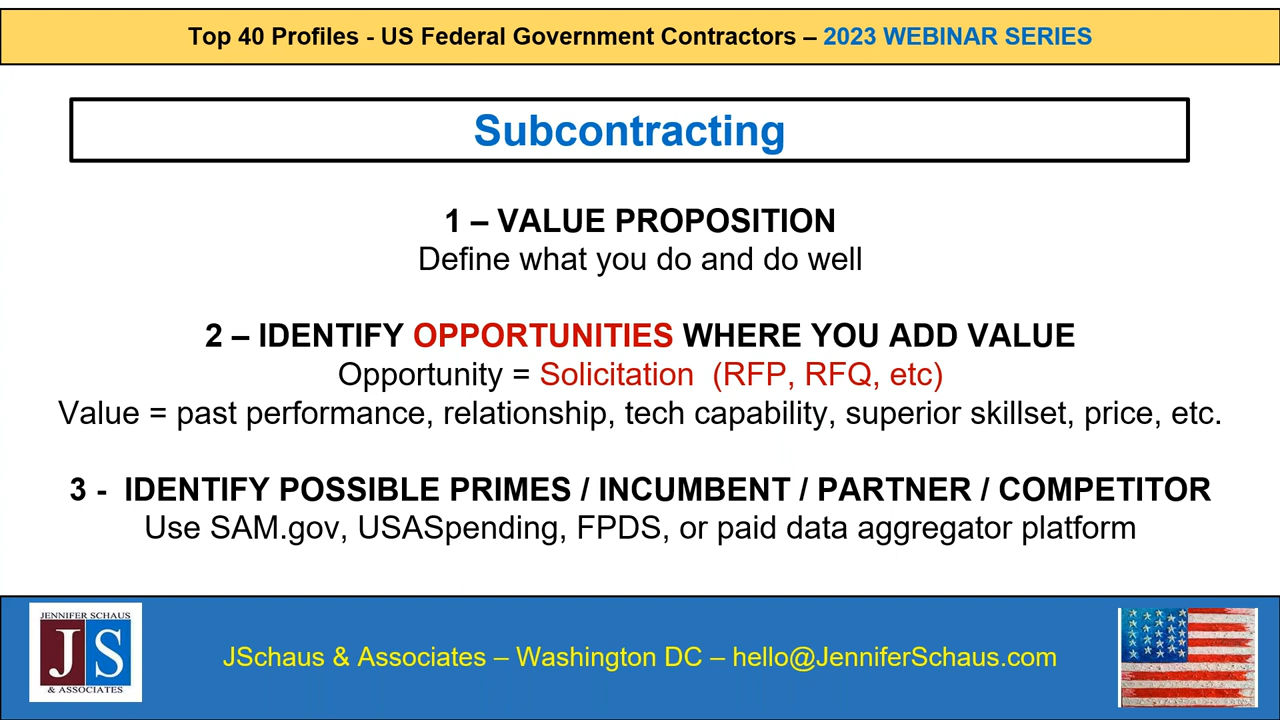 Top 40 Profiles - US Federal Government Contractors – 2023 WEBINAR SERIES
Subcontracting
1 – VALUE PROPOSITION
Define what you do and do well
2 – IDENTIFY OPPORTUNITIES WHERE YOU ADD VALUE
Opportunity = Solicitation (RFP, RFQ, etc)
Value = past performance, relationship, tech capability, superior skillset, price, etc.
3 - IDENTIFY POSSIBLE PRIMES / INCUMBENT / PARTNER / COMPETITOR
Use SAM.gov, USASpending, FPDS, or paid data aggregator platform
JENNIFER SCHAUS
JS
& ASSOCIATES
JSchaus & Associates – Washington DC – hello@JenniferSchaus.com